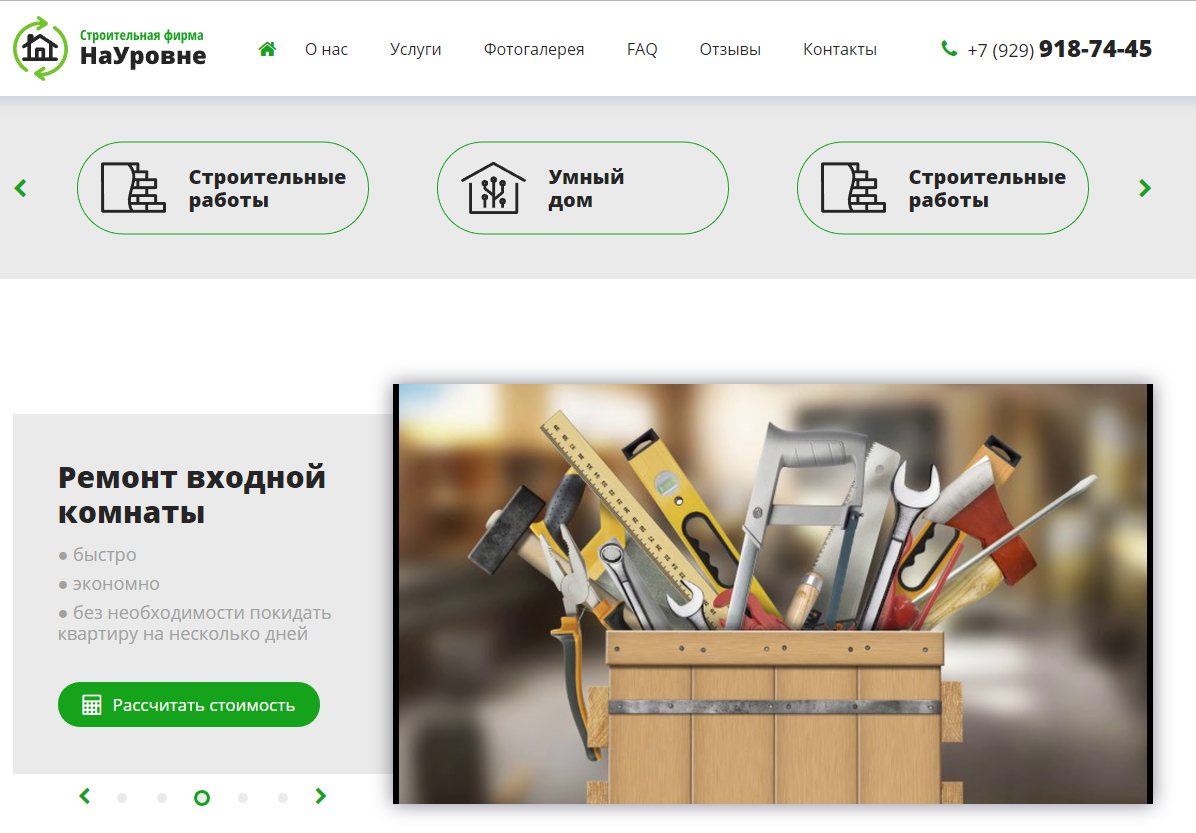 Строительная фирма
НаУровне
О нас Услуги Фотогалерея FAQ Отзывы Контакты +7 (929) 918-74-45
Строительные
работы
Умный
дом
Строительные
работы
Ремонт входной
комнаты
● быстро
● экономно
● без необходимости покидать
квартиру на несколько дней
Рассчитать стоимость